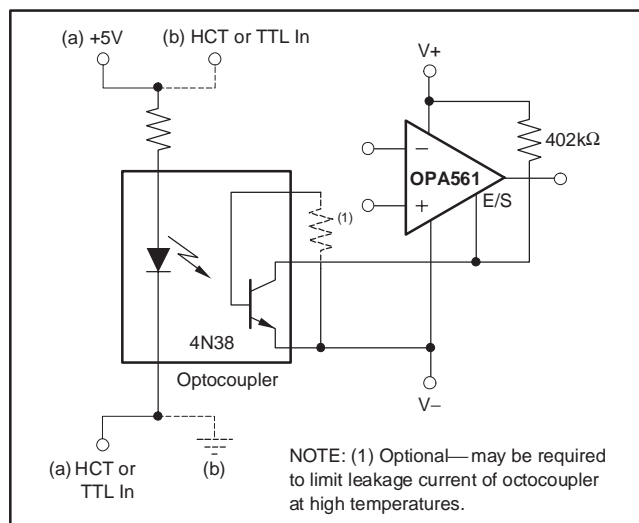 (a) +5V
(b) HCT or TTL In
V+
402kΩ
−
OPA561
+
E/S
(1)
4N38
Optocoupler
V−
(a) HCT or
TTL In
(b)
NOTE: (1) Optional—may be required
to limit leakage current of octocoupler
at high temperatures.